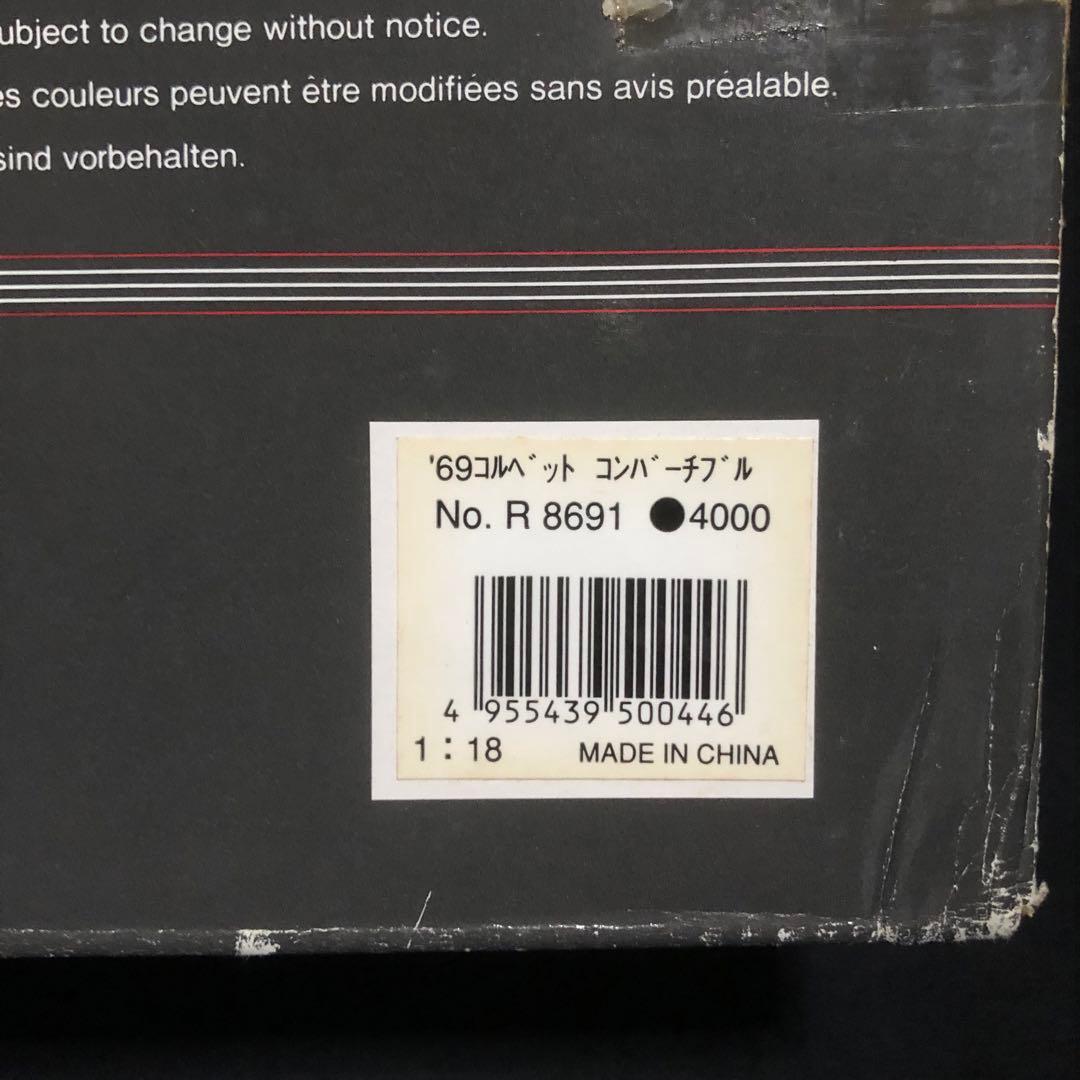 ubject to change without notice.
es couleurs peuvent être modifiées sans avis préalable.
sind vorbehalten.
'69ｺﾙﾍﾞｯﾄ ｺﾝﾊﾞｰﾁﾌﾞﾙ
No. R 8691 ●4000
4 955439 500446
1 : 18 MADE IN CHINA